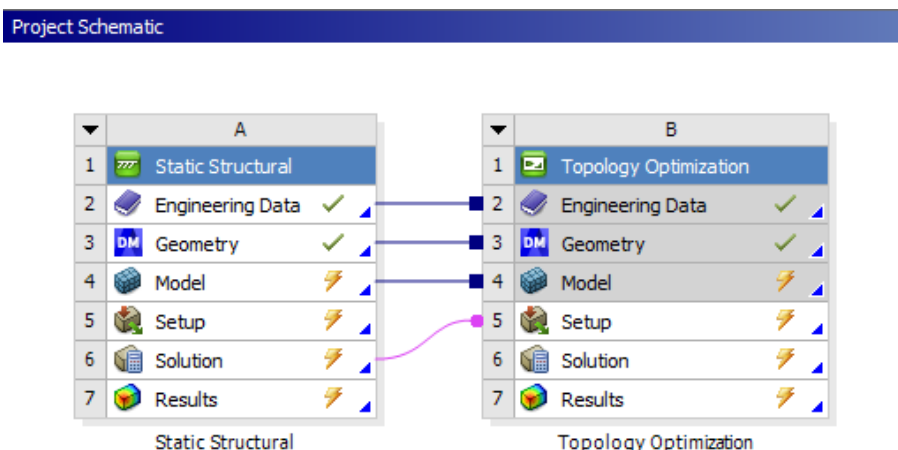 Project Schematic
A
1 Static Structural
2 Engineering Data
3 DM Geometry
4 Model
5 Setup
6 Solution
7 Results
Static Structural
B
1 Topology Optimization
2 Engineering Data
3 DM Geometry
4 Model
5 Setup
6 Solution
7 Results
Topology Optimization